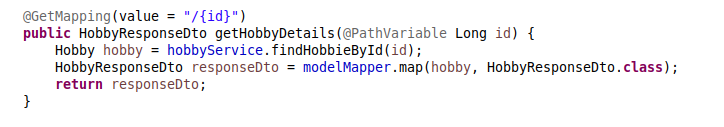 @GetMapping(value = "/{id}")
public HobbyResponseDto getHobbyDetails(@PathVariable Long id) {
    Hobby hobby = hobbyService.findHobbieById(id);
    HobbyResponseDto responseDto = modelMapper.map(hobby, HobbyResponseDto.class);
    return responseDto;
}